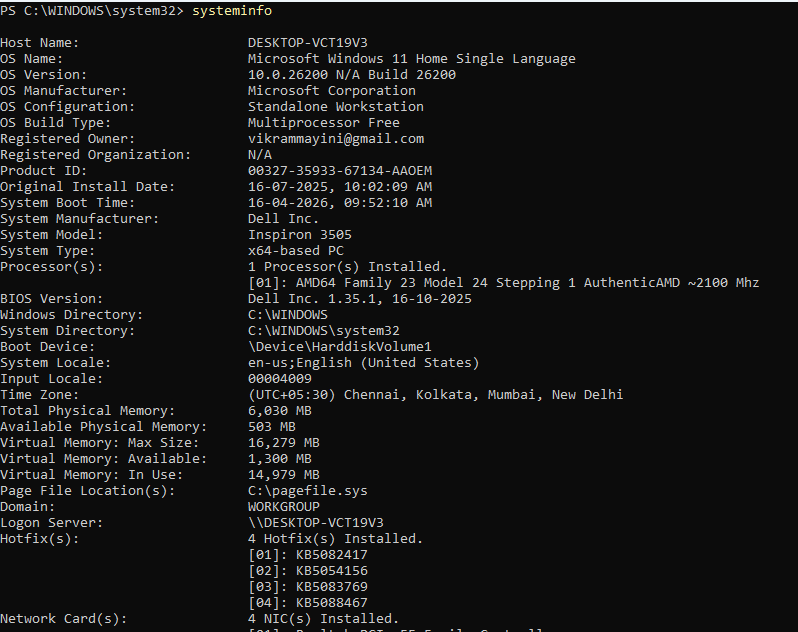 PS C:\WINDOWS\system32> systeminfo
Host Name: DESKTOP-VCT19V3
OS Name: Microsoft Windows 11 Home Single Language
OS Version: 10.0.26200 N/A Build 26200
OS Manufacturer: Microsoft Corporation
OS Configuration: Standalone Workstation
OS Build Type: Multiprocessor Free
Registered Owner: vikrammayini@gmail.com
Registered Organization: N/A
Product ID: 00327-35933-67134-AAOEM
Original Install Date: 16-07-2025, 10:02:09 AM
System Boot Time: 16-04-2026, 09:52:10 AM
System Manufacturer: Dell Inc.
System Model: Inspiron 3505
System Type: x64-based PC
Processor(s): 1 Processor(s) Installed.
[01]: AMD64 Family 23 Model 24 Stepping 1 AuthenticAMD ~2100 Mhz
BIOS Version: Dell Inc. 1.35.1, 16-10-2025
Windows Directory: C:\WINDOWS
System Directory: C:\WINDOWS\system32
Boot Device: \Device\HarddiskVolume1
System Locale: en-us;English (United States)
Input Locale: 00004009
Time Zone: (UTC+05:30) Chennai, Kolkata, Mumbai, New Delhi
Total Physical Memory: 6,030 MB
Available Physical Memory: 503 MB
Virtual Memory: Max Size: 16,279 MB
Virtual Memory: Available: 1,300 MB
Virtual Memory: In Use: 14,979 MB
Page File Location(s): C:\pagefile.sys
Domain: WORKGROUP
Logon Server: \\DESKTOP-VCT19V3
Hotfix(s): 4 Hotfix(s) Installed.
[01]: KB5082417
[02]: KB5054156
[03]: KB5083769
[04]: KB5088467
Network Card(s): 4 NIC(s) Installed.